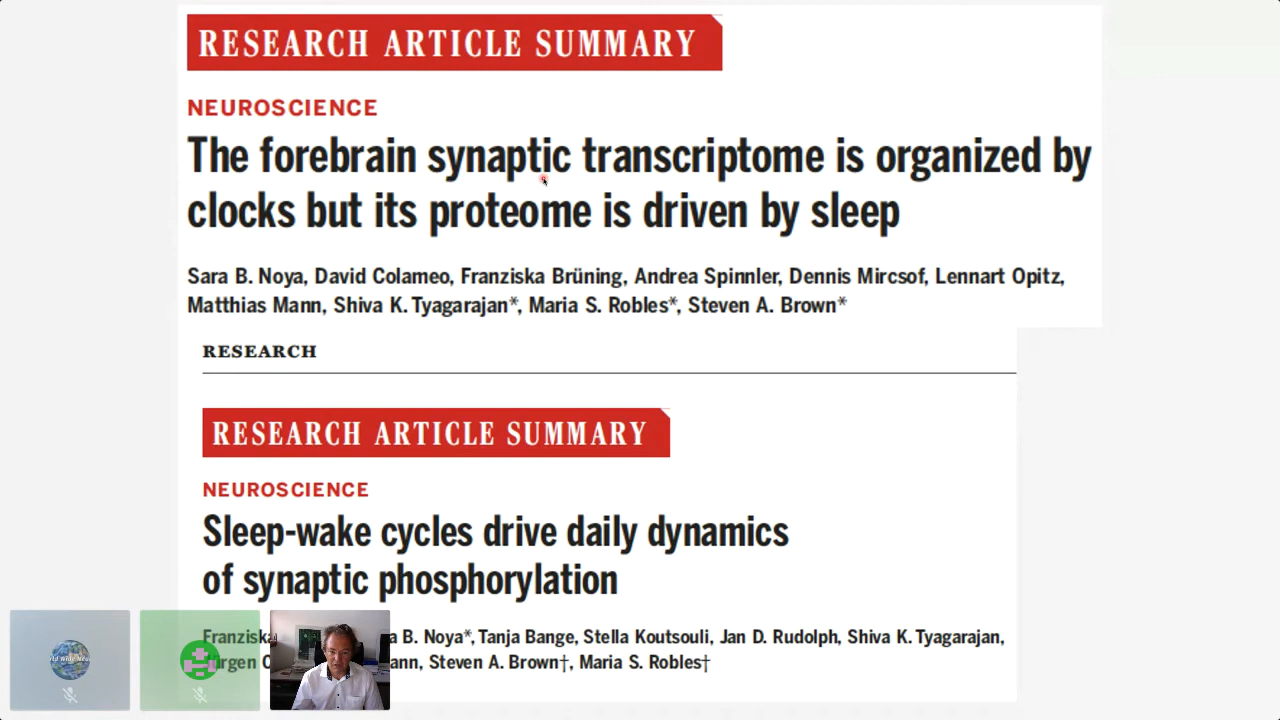 RESEARCH ARTICLE SUMMARY
NEUROSCIENCE
The forebrain synaptic transcriptome is organized by
clocks but its proteome is driven by sleep
Sara B. Noya, David Colameo, Franziska Brüning, Andrea Spinnler, Dennis Mircsof, Lennart Opitz,
Matthias Mann, Shiva K. Tyagarajan*, Maria S. Robles*, Steven A. Brown*
RESEARCH
RESEARCH ARTICLE SUMMARY
NEUROSCIENCE
Sleep-wake cycles drive daily dynamics
of synaptic phosphorylation
B. Noya*, Tanja Bange, Stella Koutsouli, Jan D. Rudolph, Shiva K. Tyagarajan,
Steven A. Brown†, Maria S. Robles†